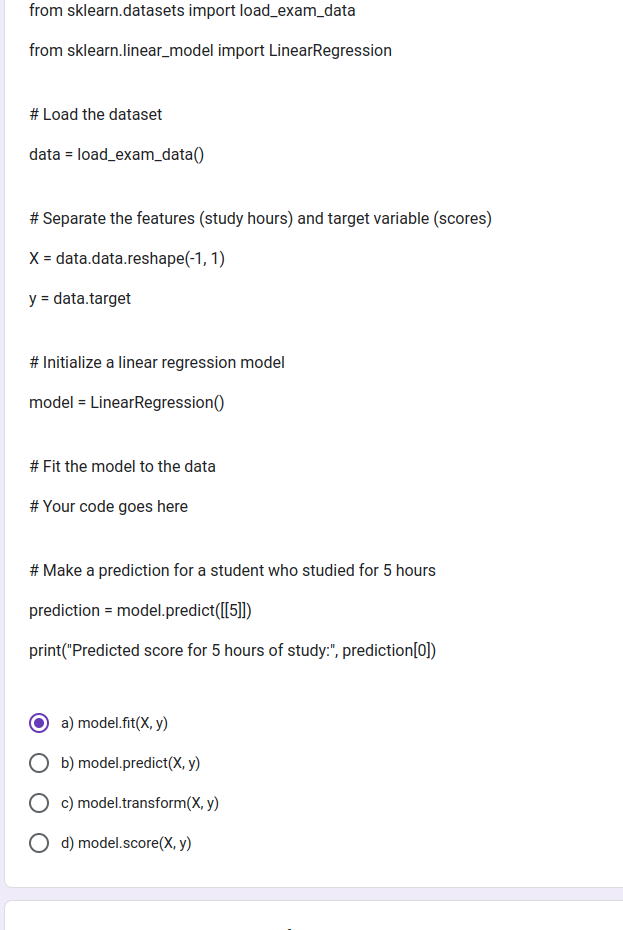 from sklearn.datasets import load_exam_data
from sklearn.linear_model import LinearRegression
# Load the dataset
data = load_exam_data()
# Separate the features (study hours) and target variable (scores)
X = data.data.reshape(-1, 1)
y = data.target
# Initialize a linear regression model
model = LinearRegression()
# Fit the model to the data
# Your code goes here
# Make a prediction for a student who studied for 5 hours
prediction = model.predict([[5]])
print("Predicted score for 5 hours of study:", prediction[0])
a) model.fit(X, y)
b) model.predict(X, y)
c) model.transform(X, y)
d) model.score(X, y)